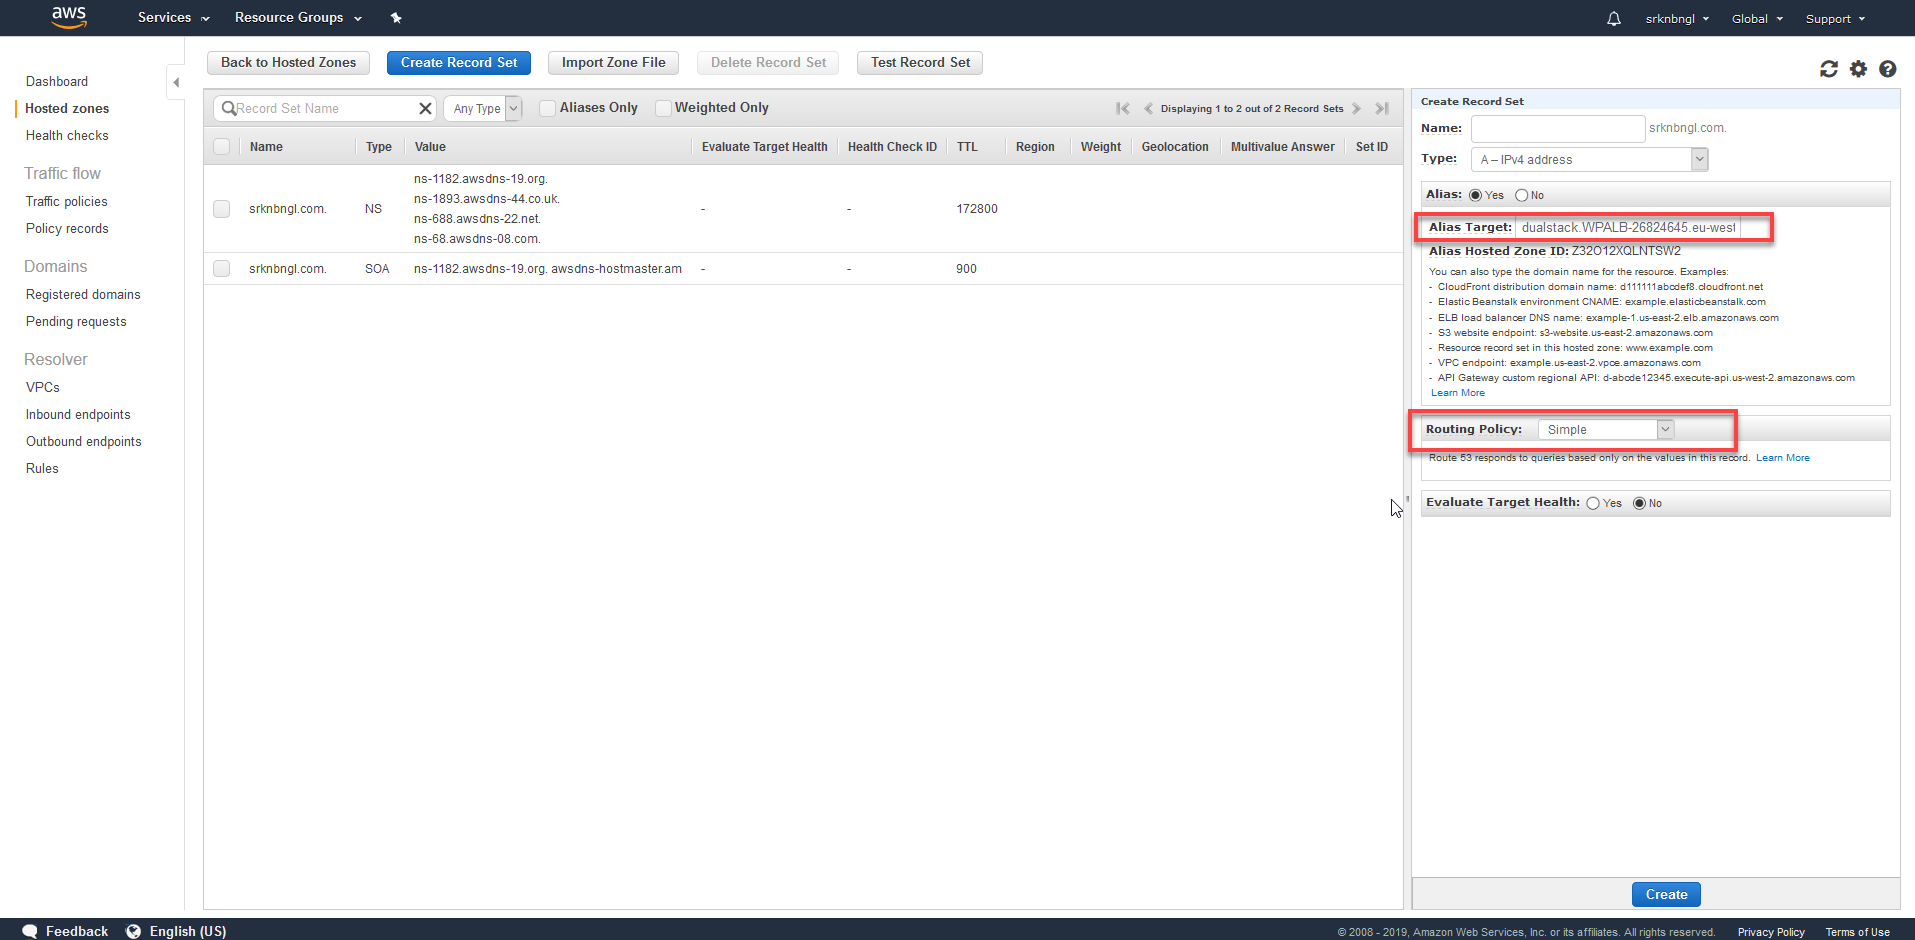 aws
Services
Resource Groups
srknbngl
Global
Support
Dashboard
Hosted zones
Health checks
Traffic flow
Traffic policies
Policy records
Domains
Registered domains
Pending requests
Resolver
VPCs
Inbound endpoints
Outbound endpoints
Rules
Back to Hosted Zones
Create Record Set
Import Zone File
Delete Record Set
Test Record Set
Record Set Name
Any Type
Aliases Only
Weighted Only
Displaying 1 to 2 out of 2 Record Sets
Name Type Value Evaluate Target Health Health Check ID TTL Region Weight Geolocation Multivalue Answer Set ID
srknbngl.com. NS
ns-1182.awsdns-19.org.
ns-1893.awsdns-44.co.uk.
ns-688.awsdns-22.net.
ns-68.awsdns-08.com.
- - 172800
srknbngl.com. SOA ns-1182.awsdns-19.org. awsdns-hostmaster.am - - 900
Create Record Set
Name: srknbngl.com.
Type: A – IPv4 address
Alias: Yes No
Alias Target: dualstack.WPALB-26824645.eu-west
Alias Hosted Zone ID: Z32O12XQLNTSW2
You can also type the domain name for the resource. Examples:
- CloudFront distribution domain name: d111111abcdef8.cloudfront.net
- Elastic Beanstalk environment CNAME: example.elasticbeanstalk.com
- ELB load balancer DNS name: example-1.us-east-2.elb.amazonaws.com
- S3 website endpoint: s3-website.us-east-2.amazonaws.com
- Resource record set in this hosted zone: www.example.com
- VPC endpoint: example.us-east-2.vpce.amazonaws.com
- API Gateway custom regional API: d-abcde12345.execute-api.us-west-2.amazonaws.com
Learn More
Routing Policy: Simple
Route 53 responds to queries based only on the values in this record. Learn More
Evaluate Target Health: Yes No
Create
Feedback
English (US)
© 2008 - 2019, Amazon Web Services, Inc. or its affiliates. All rights reserved.
Privacy Policy
Terms of Use